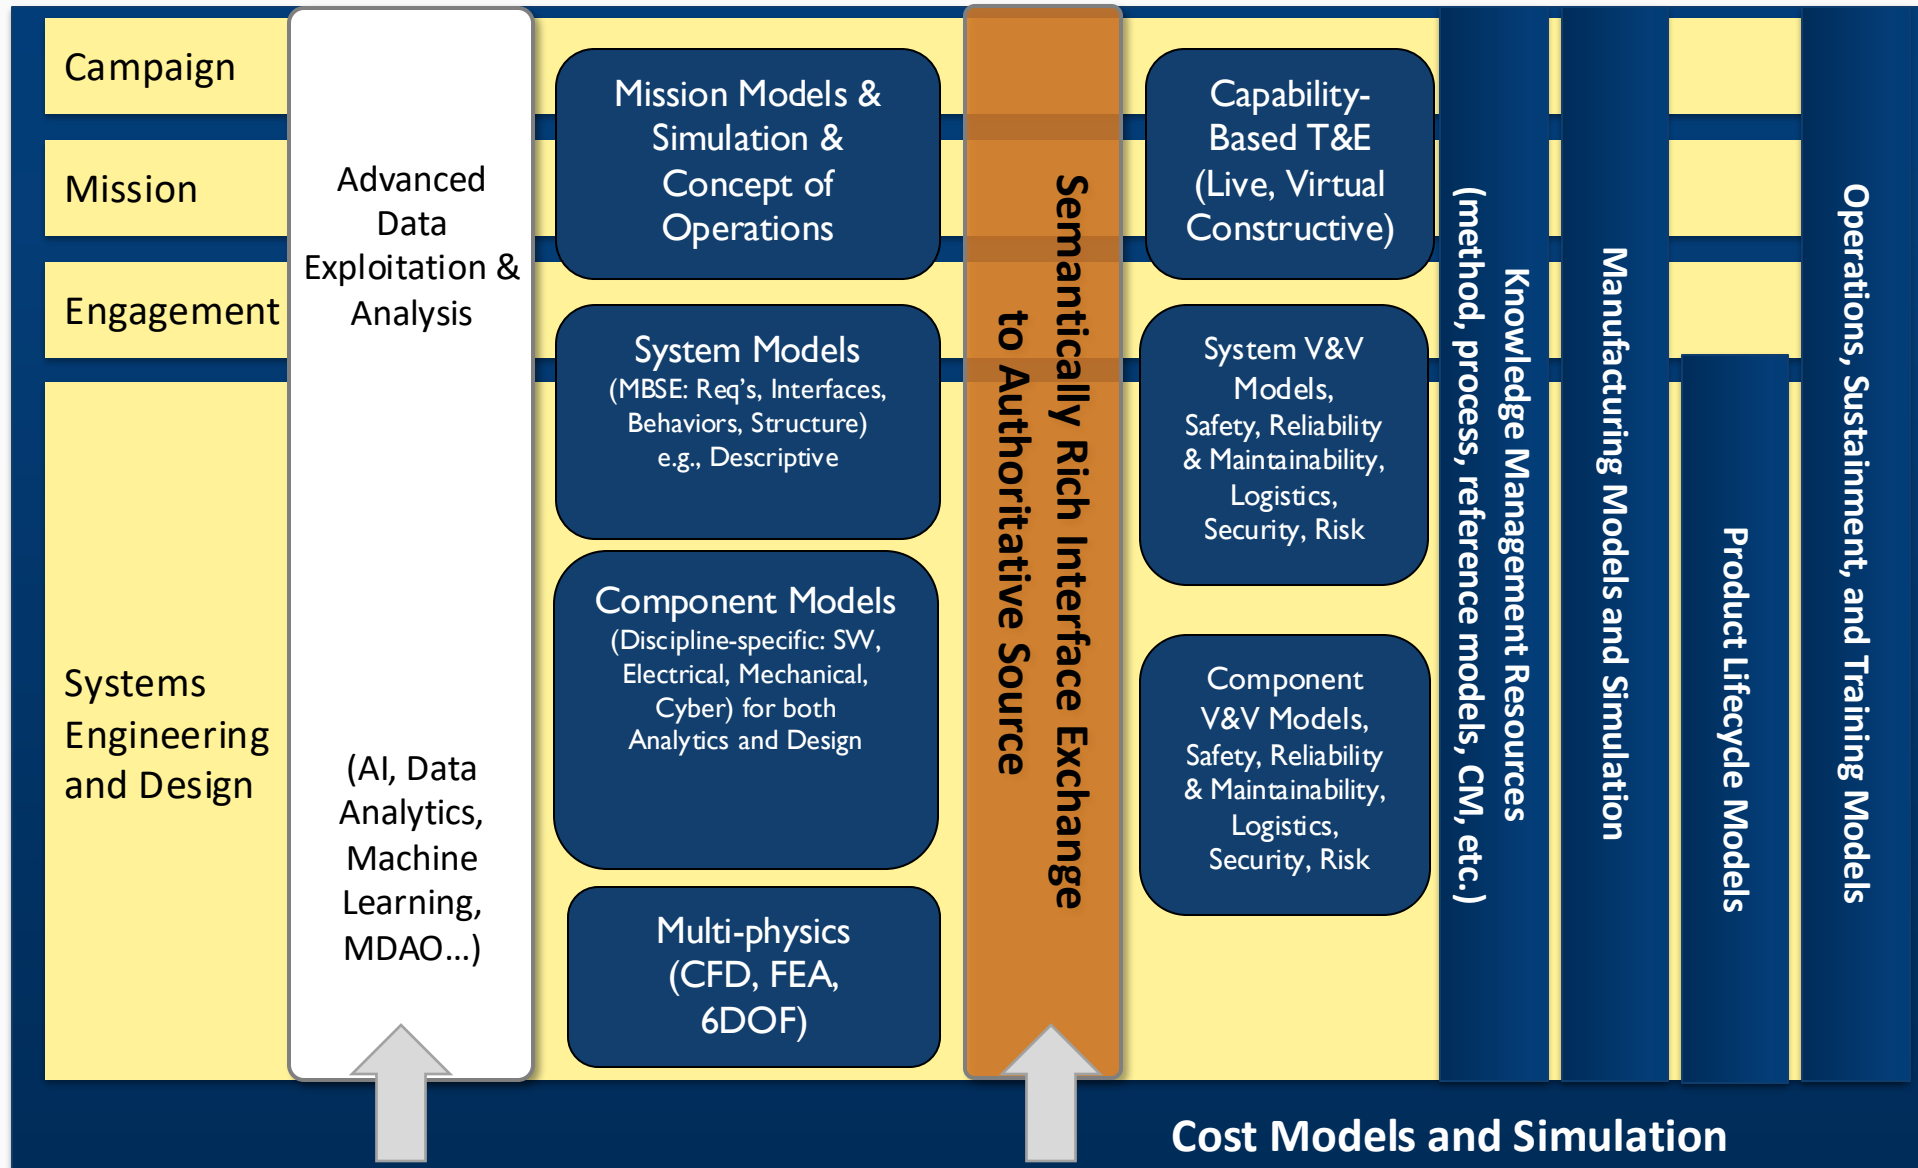 Campaign
Mission
Engagement
Systems
Engineering
and Design
Advanced
Data
Exploitation &
Analysis
(AI, Data
Analytics,
Machine
Learning,
MDAO...)
Mission Models &
Simulation &
Concept of
Operations
System Models
(MBSE: Req's, Interfaces,
Behaviors, Structure)
e.g., Descriptive
Component Models
(Discipline-specific: SW,
Electrical, Mechanical,
Cyber) for both
Analytics and Design
Multi-physics
(CFD, FEA,
6DOF)
Semantically Rich Interface Exchange
to Authoritative Source
Capability-
Based T&E
(Live, Virtual
Constructive)
System V&V
Models,
Safety, Reliability
& Maintainability,
Logistics,
Security, Risk
Component
V&V Models,
Safety, Reliability
& Maintainability,
Logistics,
Security, Risk
Knowledge Management Resources
(method, process, reference models, CM, etc.)
Manufacturing Models and Simulation
Product Lifecycle Models
Operations, Sustainment, and Training Models
Cost Models and Simulation